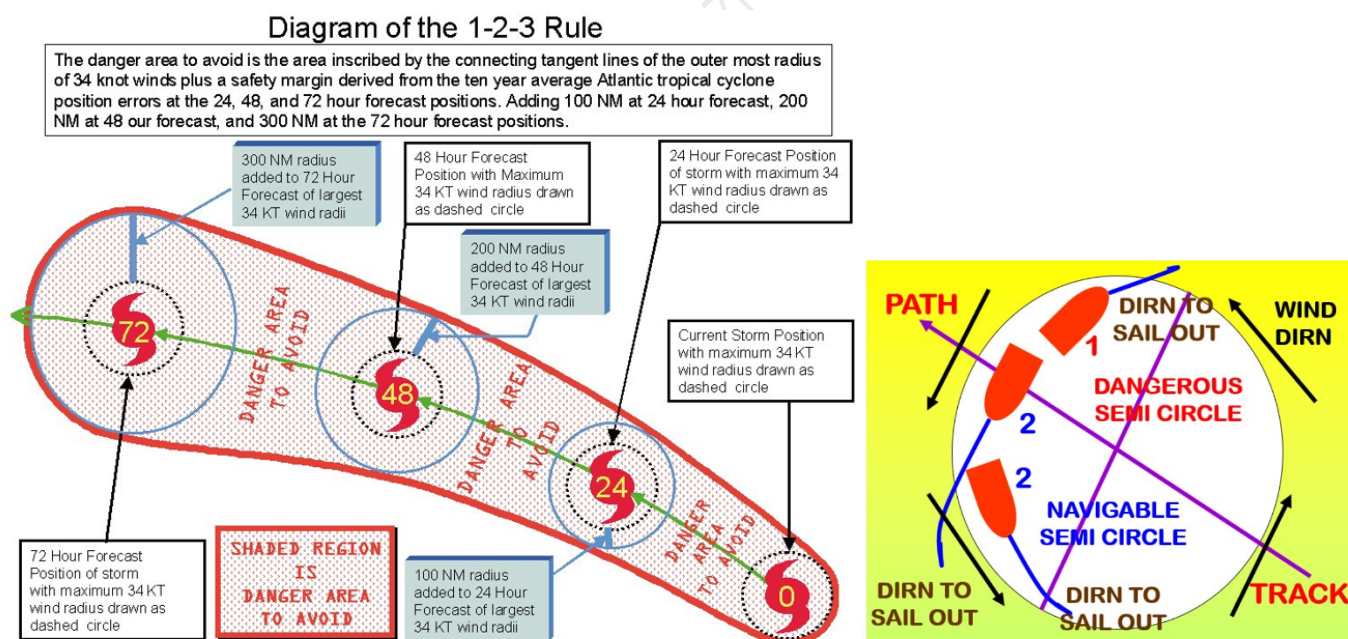 Diagram of the 1-2-3 Rule
The danger area to avoid is the area inscribed by the connecting tangent lines of the outer most radius
of 34 knot winds plus a safety margin derived from the ten year average Atlantic tropical cyclone
position errors at the 24, 48, and 72 hour forecast positions. Adding 100 NM at 24 hour forecast, 200
NM at 48 our forecast, and 300 NM at the 72 hour forecast positions.
300 NM radius
added to 72 Hour
Forecast of largest
34 KT wind radii
48 Hour Forecast
Position with Maximum
34 KT wind radius drawn
as dashed circle
24 Hour Forecast Position
of storm with maximum 34
KT wind radius drawn as
dashed circle
200 NM radius
added to 48 Hour
Forecast of largest
34 KT wind radii
Current Storm Position
with maximum 34 KT
wind radius drawn as
dashed circle
72
48
24
0
DANGER AREA
TO AVOID
DANGER AREA
TO
AVOID
DANGER
AREA
TO AVOID
72 Hour Forecast
Position of storm
with maximum 34 KT
wind radius drawn as
dashed circle
SHADED REGION
IS
DANGER AREA
TO AVOID
100 NM radius
added to 24 Hour
Forecast of largest
34 KT wind radii
PATH
DIRN TO
SAIL OUT
WIND
DIRN
1
DANGEROUS
SEMI CIRCLE
2
2
NAVIGABLE
SEMI CIRCLE
DIRN TO
SAIL OUT
DIRN TO
SAIL OUT
TRACK